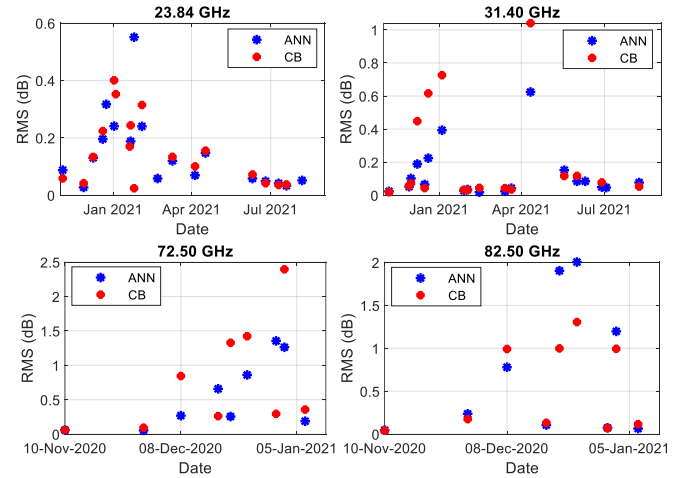 23.84 GHz
RMS (dB)
0.6
0.4
0.2
0
ANN
CB
Jan 2021
Apr 2021
Jul 2021
Date
31.40 GHz
RMS (dB)
1
0.8
0.6
0.4
0.2
0
ANN
CB
Jan 2021
Apr 2021
Jul 2021
Date
72.50 GHz
RMS (dB)
2.5
2
1.5
1
0.5
0
ANN
CB
10-Nov-2020
08-Dec-2020
05-Jan-2021
Date
82.50 GHz
RMS (dB)
2
1.5
1
0.5
0
ANN
CB
10-Nov-2020
08-Dec-2020
05-Jan-2021
Date